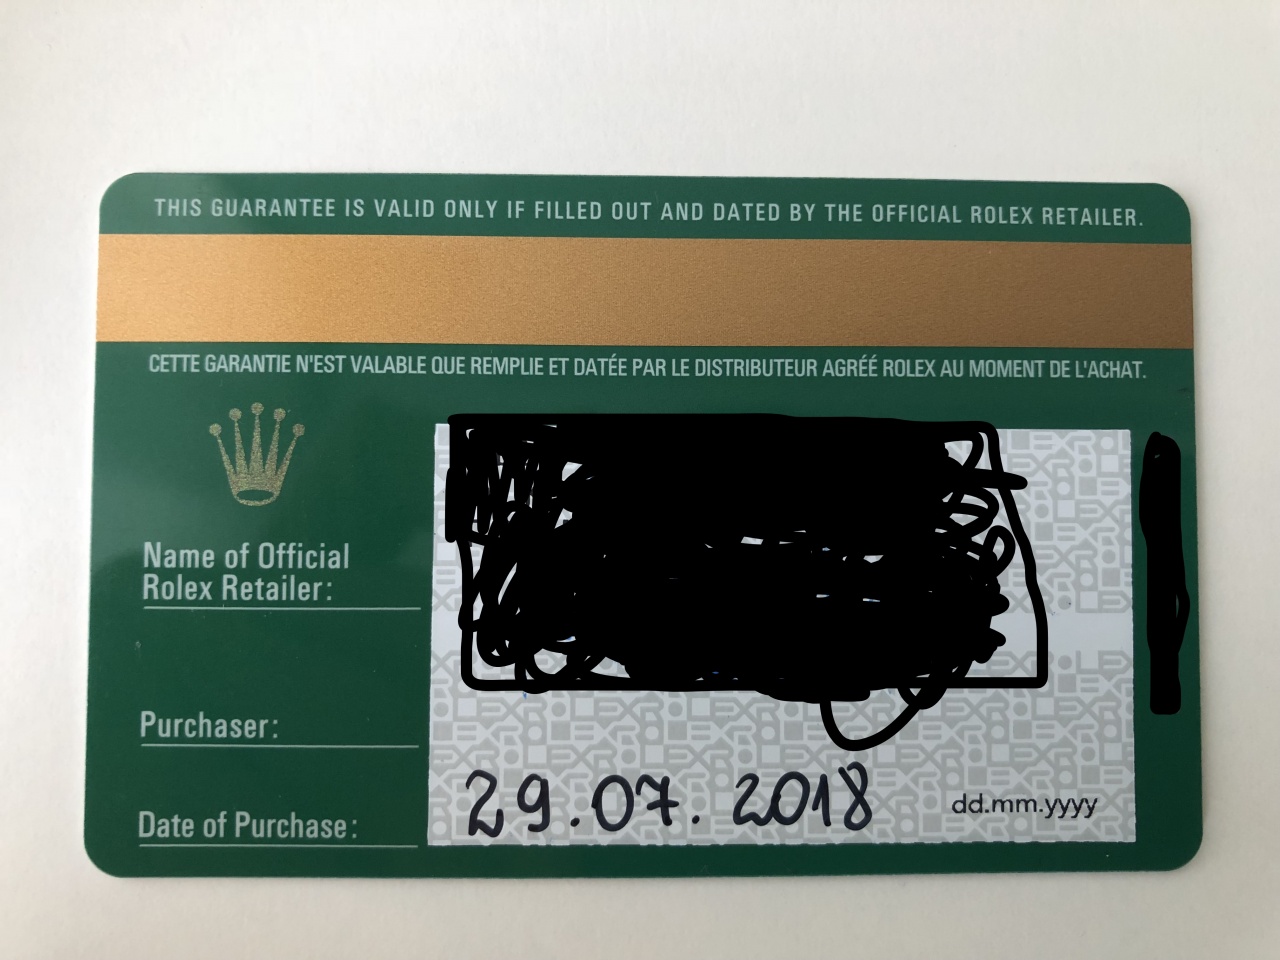 THIS GUARANTEE IS VALID ONLY IF FILLED OUT AND DATED BY THE OFFICIAL ROLEX RETAILER.
CETTE GARANTIE N'EST VALABLE QUE REMPLIE ET DATÉE PAR LE DISTRIBUTEUR AGRÉÉ ROLEX AU MOMENT DE L'ACHAT.
Name of Official
Rolex Retailer:
Purchaser:
Date of Purchase:
29.07.2018
dd.mm.yyyy